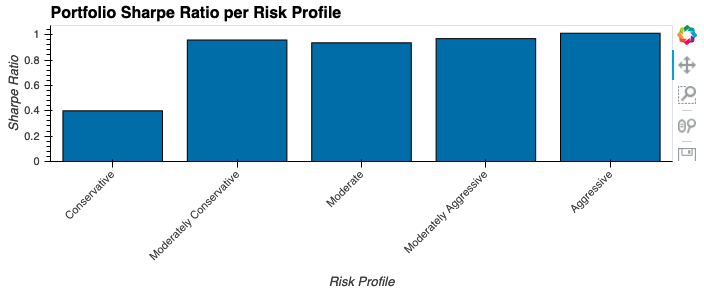 Portfolio Sharpe Ratio per Risk Profile
Sharpe Ratio
1
0.8
0.6
0.4
0.2
0
Conservative
Moderately Conservative
Moderate
Moderately Aggressive
Aggressive
Risk Profile